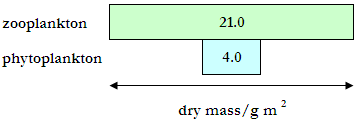 zooplankton 21.0
phytoplankton 4.0
dry mass/g m ²